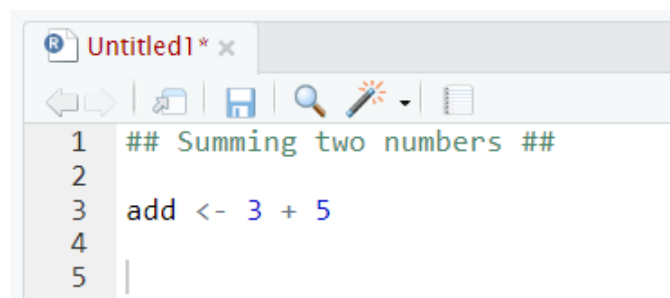 Untitled1*
1 ## Summing two numbers ##
2
3 add <- 3 + 5
4
5